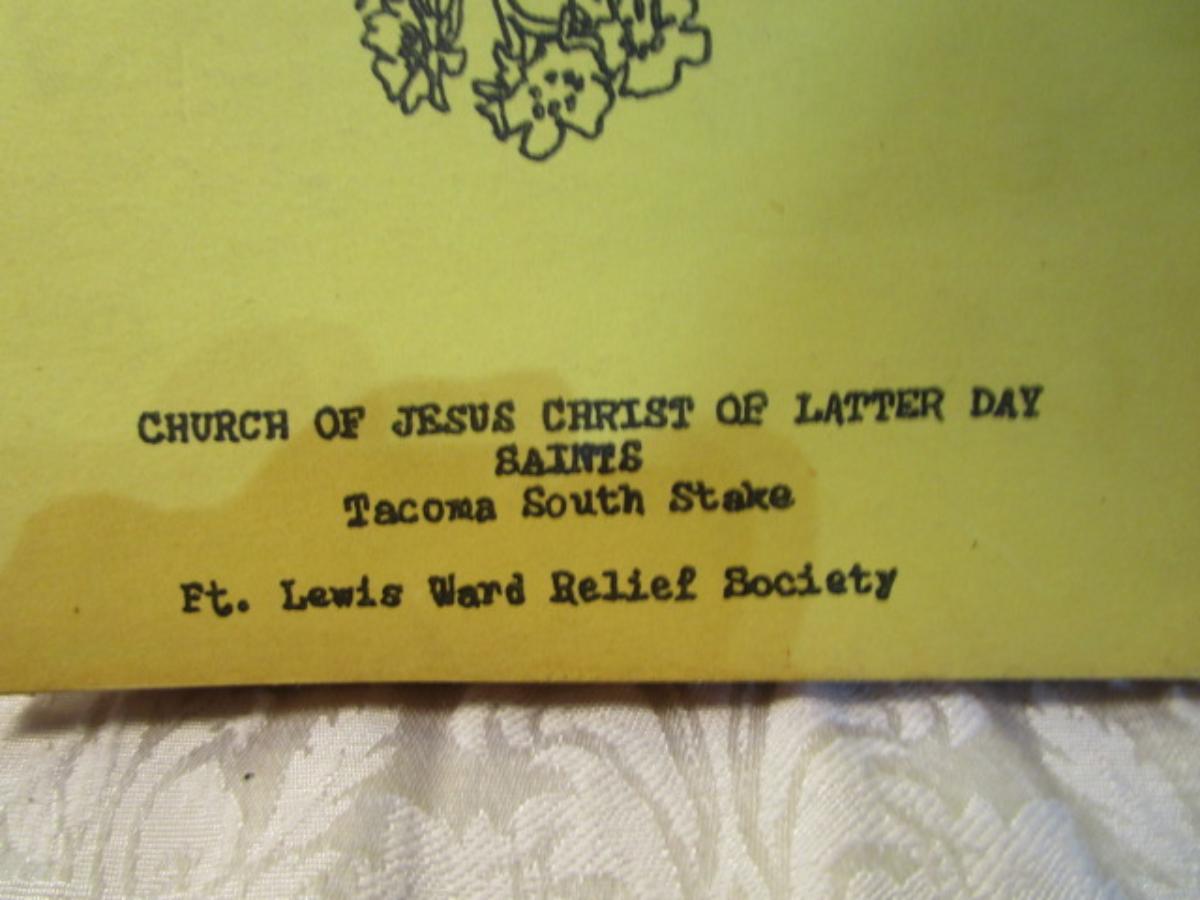 CHURCH OF JESUS CHRIST OF LATTER DAY
SAINTS
Tacoma South Stake
Ft. Lewis Ward Relief Society